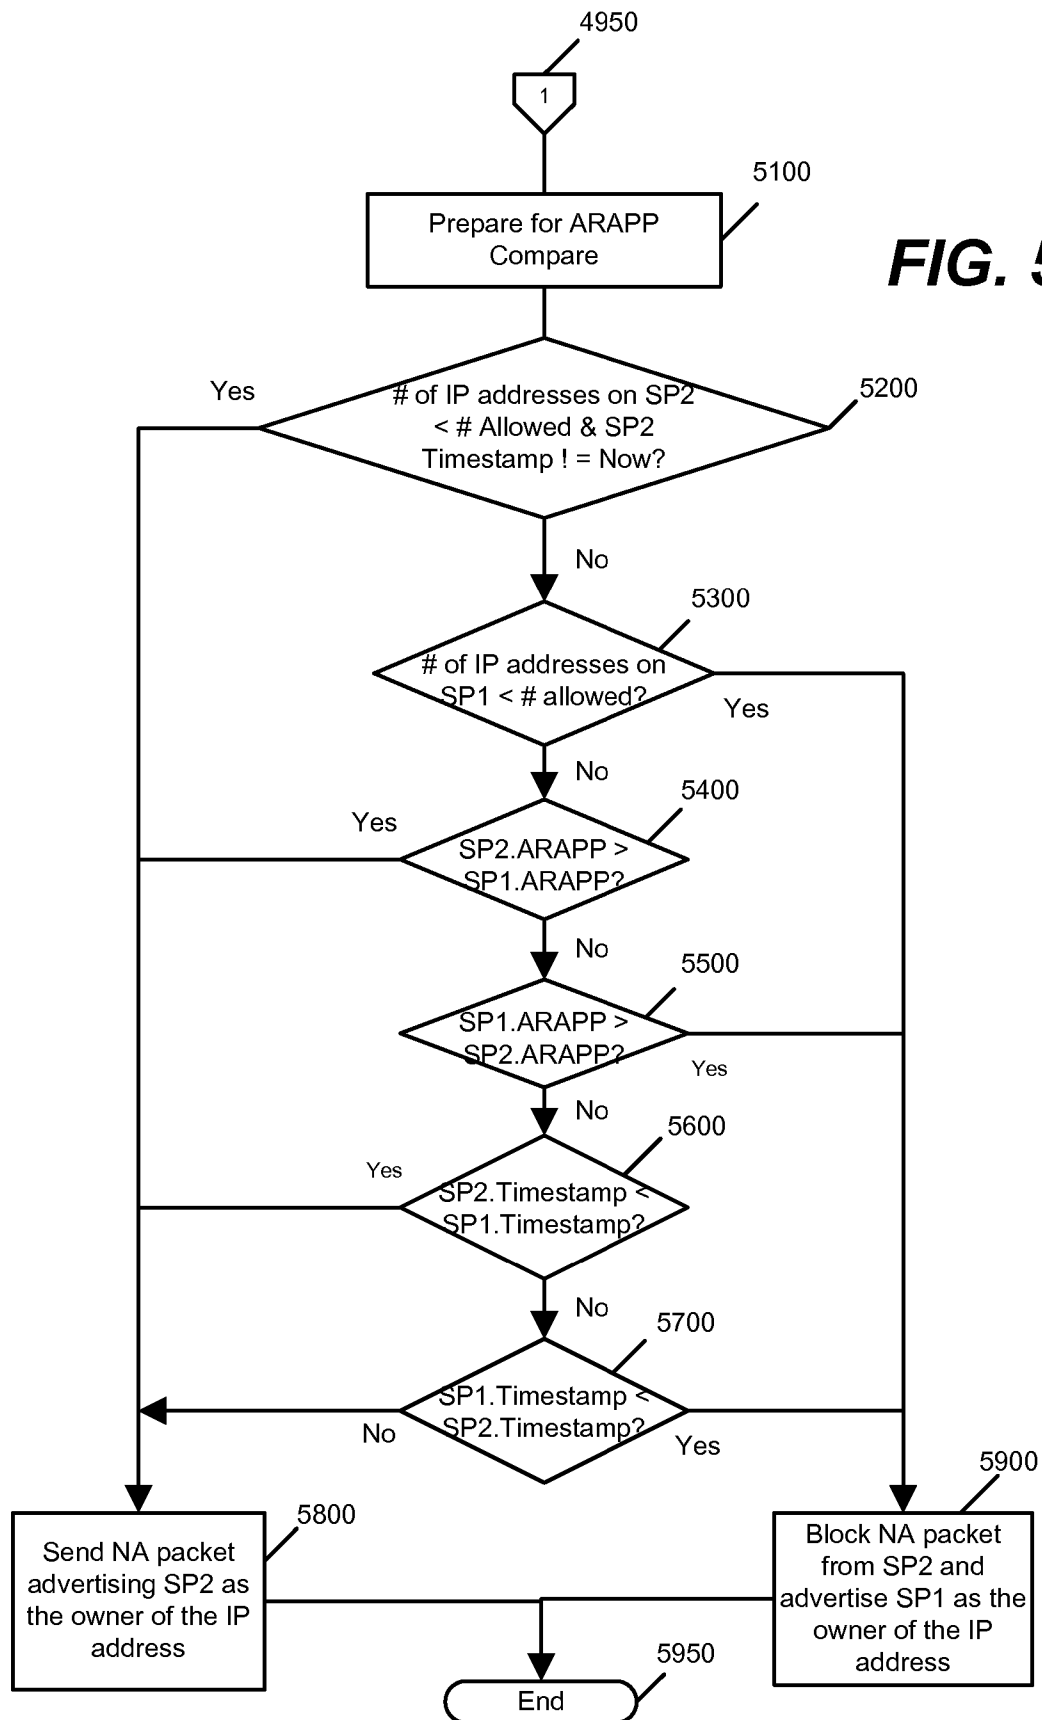 4950
1
5100
Prepare for ARAPP
Compare
FIG. 5
Yes
# of IP addresses on SP2
< # Allowed & SP2
Timestamp ! = Now?
5200
No
5300
# of IP addresses on
SP1 < # allowed?
Yes
No
5400
Yes
SP2.ARAPP >
SP1.ARAPP?
No
5500
SP1.ARAPP >
SP2.ARAPP?
Yes
No
5600
Yes
SP2.Timestamp <
SP1.Timestamp?
No
5700
SP1.Timestamp <
SP2.Timestamp?
No
Yes
5800
Send NA packet
advertising SP2 as
the owner of the IP
address
5900
Block NA packet
from SP2 and
advertise SP1 as the
owner of the IP
address
5950
End